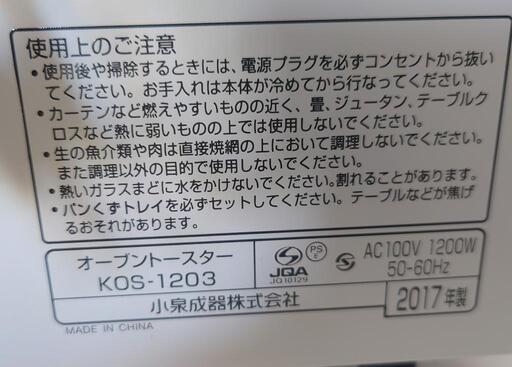 使用上のご注意
•使用後や掃除するときには、電源プラグを必ずコンセントから抜い
てください。お手入れは本体が冷めてから行なってください。
•カーテンなど燃えやすいものの近く、畳、ジュータン、テーブルク
ロスなど熱に弱いものの上では使用しないでください。
•生の魚介類や肉は直接焼網の上において調理しないでください。
また調理以外の目的で使用しないでください。
•熱いガラスまどに水をかけないでください。割れることがあります。
•パンくずトレイを必ずセットしてください。テーブルなどが焦げ
るおそれがあります。
オーブントースター
KOS-1203
JQA
JQ10129
PS
E
AC100V 1200W
50-60Hz
小泉成器株式会社
2017年製
MADE IN CHINA